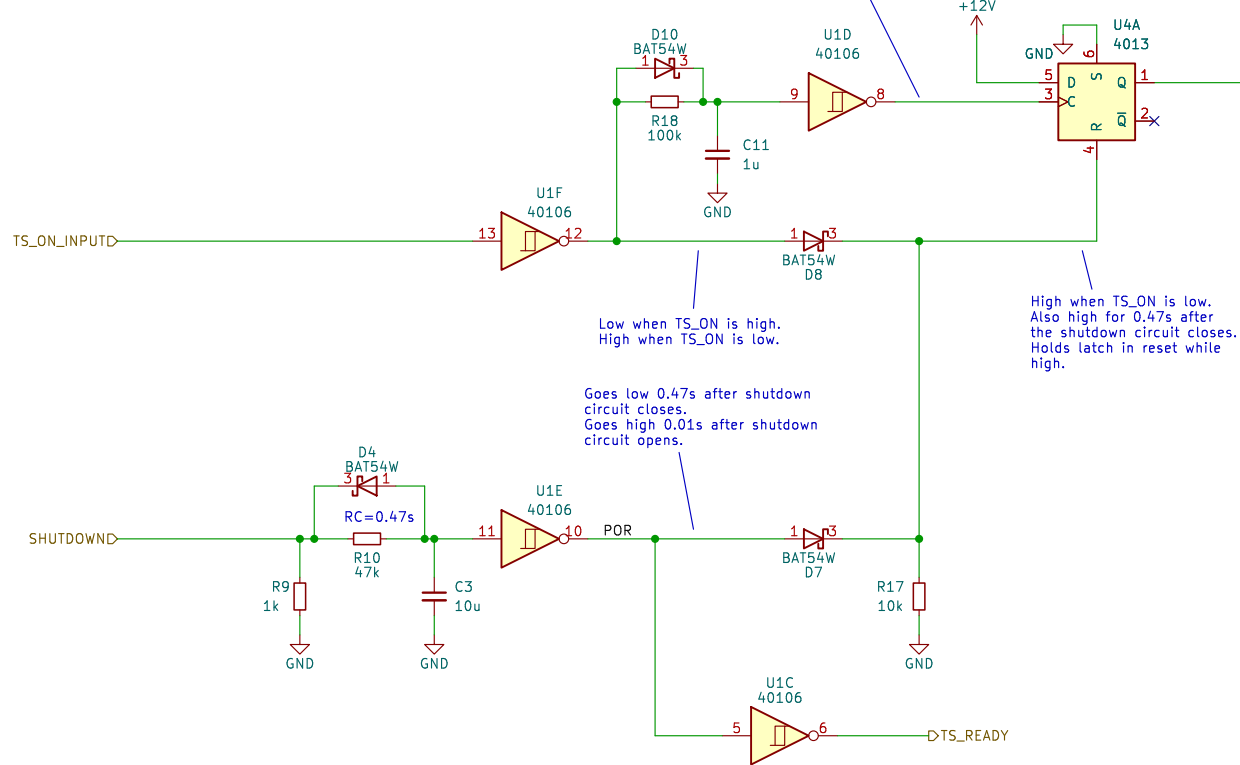 +12V
D10
BAT54W
1
3
R18
100k
C11
1u
GND
U1D
40106
9
8
GND
U4A
4013
6
5
D
S
Q
1
3
C
R
Q
2
4
U1F
40106
TS_ON_INPUT
13
12
1
3
BAT54W
D8
Low when TS_ON is high.
High when TS_ON is low.
High when TS_ON is low.
Also high for 0.47s after
the shutdown circuit closes.
Holds latch in reset while
high.
Goes low 0.47s after shutdown
circuit closes.
Goes high 0.01s after shutdown
circuit opens.
D4
BAT54W
3
1
RC=0.47s
SHUTDOWN
R10
47k
R9
1k
GND
C3
10u
GND
U1E
40106
11
10
POR
1
3
BAT54W
D7
R17
10k
GND
U1C
40106
5
6
TS_READY